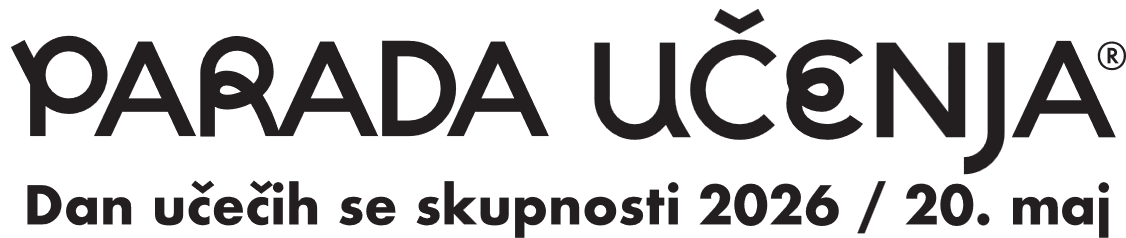 PARADA UČENJA®
Dan učečih se skupnosti 2026 / 20. maj